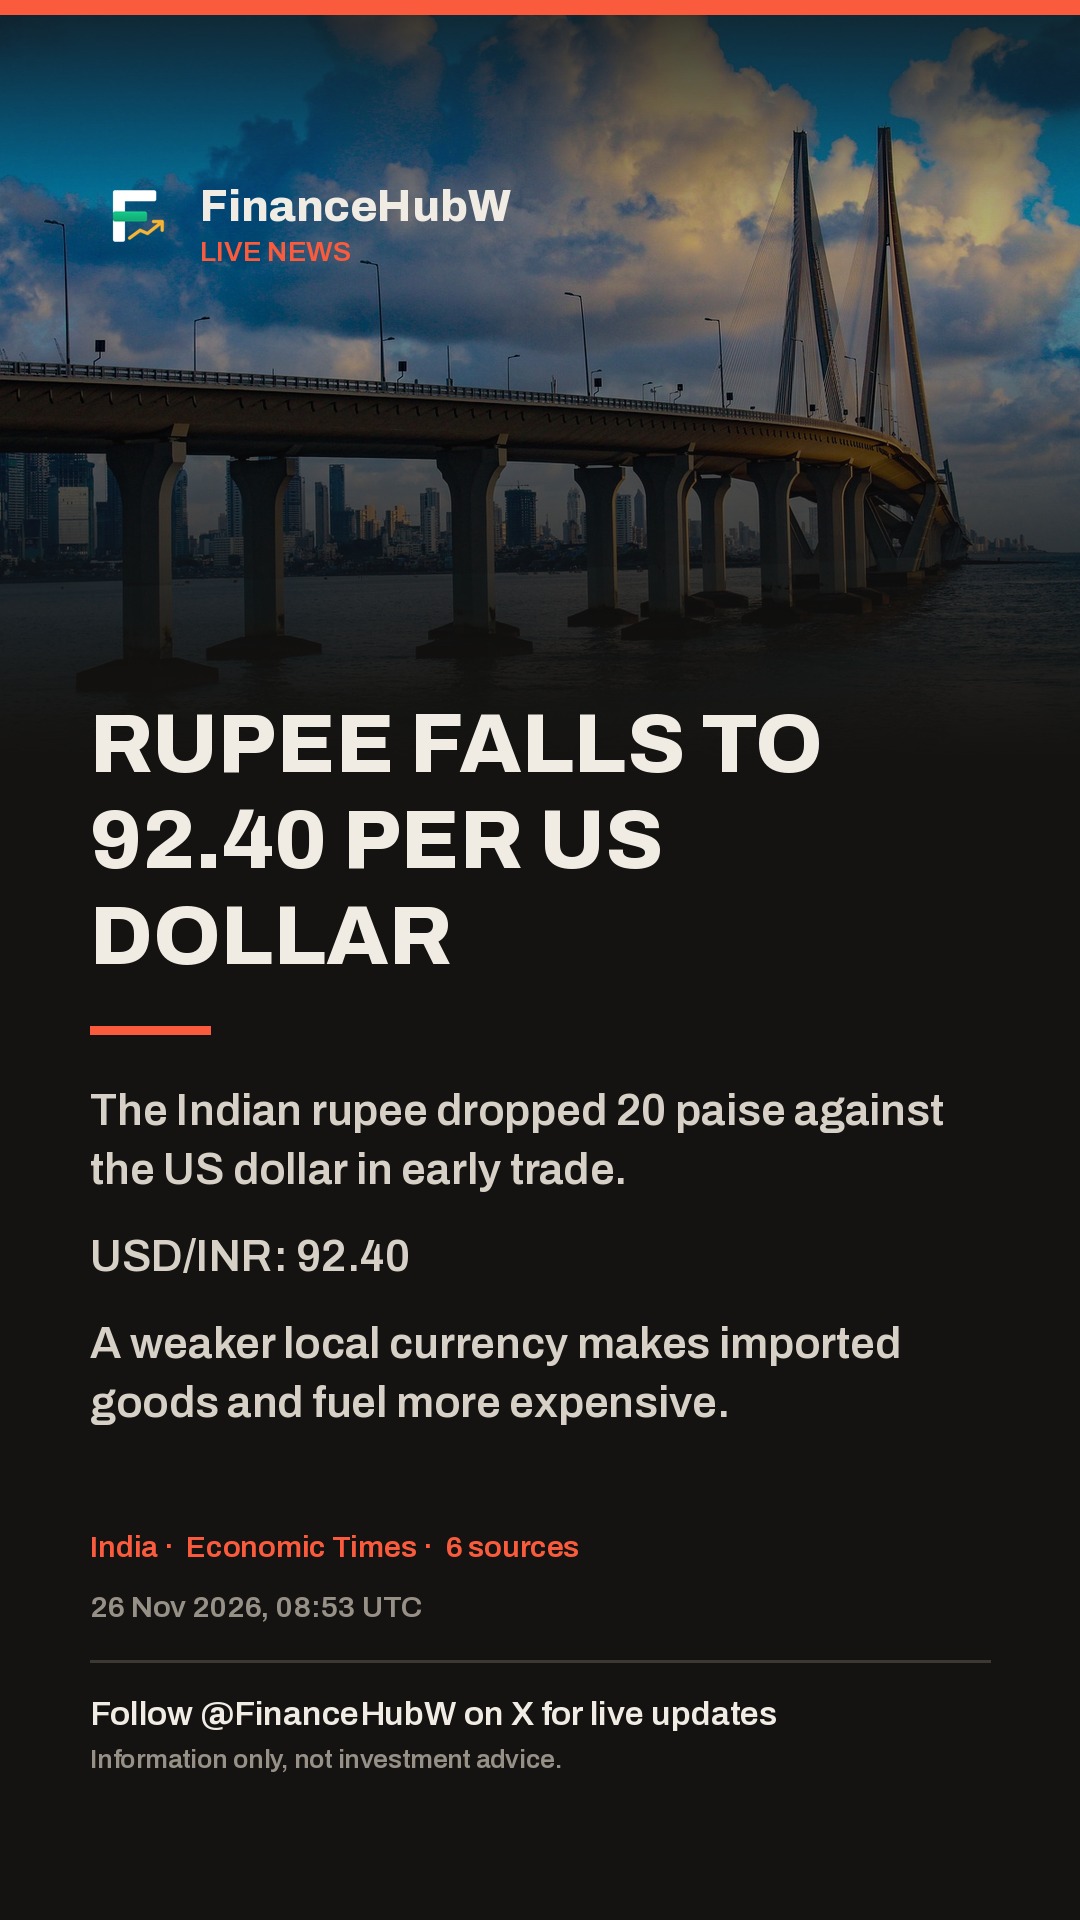 FinanceHubW
LIVE NEWS
RUPEE FALLS TO
92.40 PER US
DOLLAR
The Indian rupee dropped 20 paise against
the US dollar in early trade.
USD/INR: 92.40
A weaker local currency makes imported
goods and fuel more expensive.
India · Economic Times · 6 sources
26 Nov 2026, 08:53 UTC
Follow @FinanceHubW on X for live updates
Information only, not investment advice.